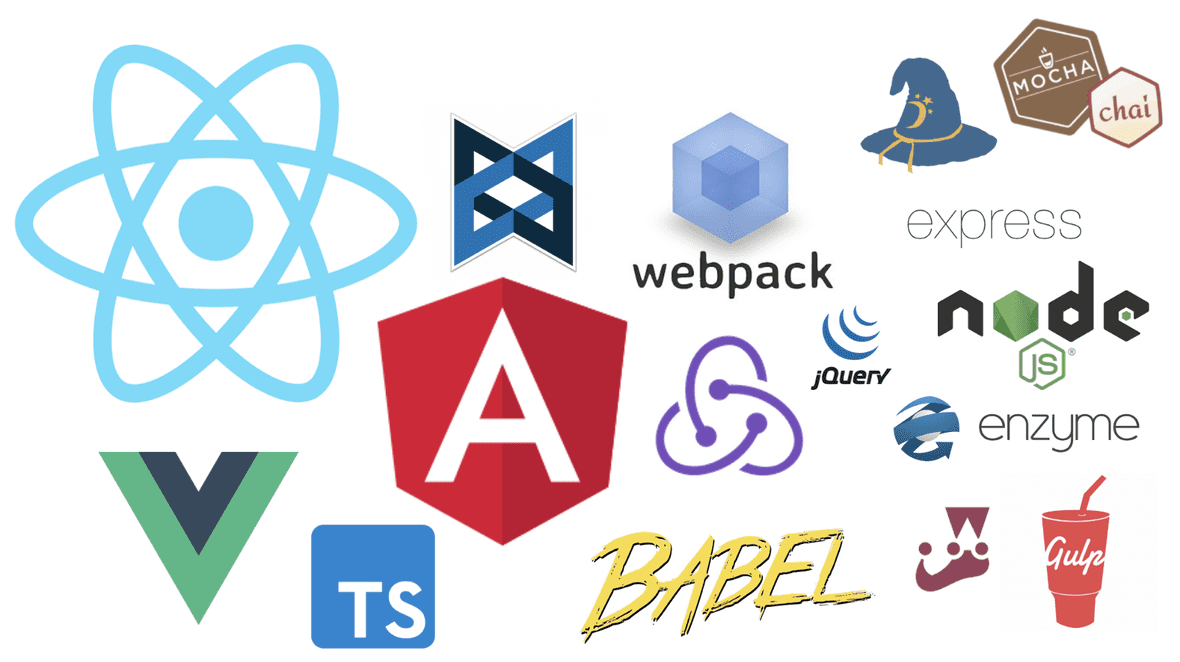 MOCHA
chai
express
webpack
node
JS®
jQuery
A
enzyme
TS
BABEL
Gulp